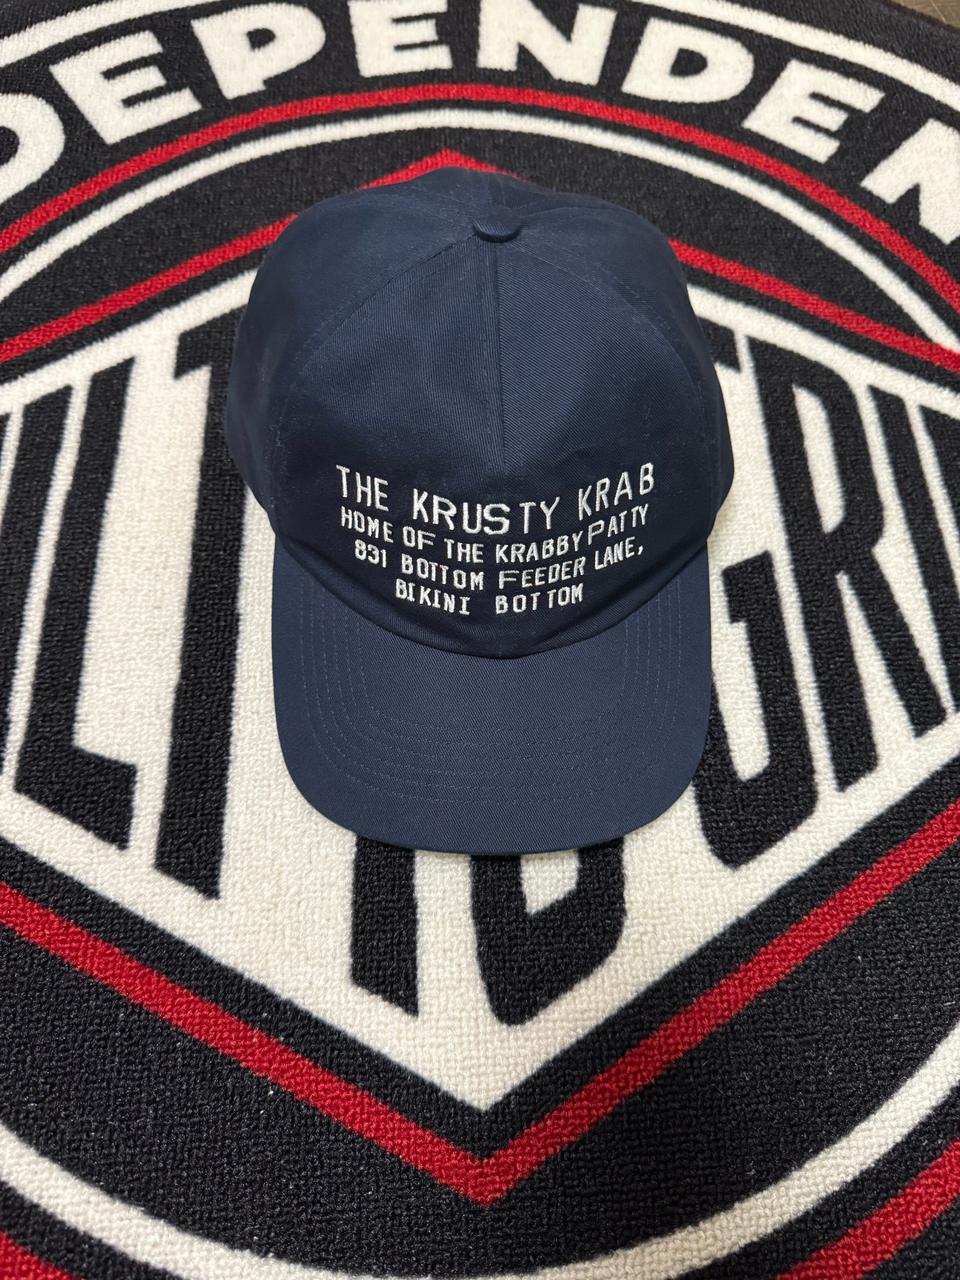 DEPENDEN
THE KRUSTY KRAB
HOME OF THE KRABBY PATTY
831 BOTTOM FEEDER LANE,
BIKINI BOTTOM